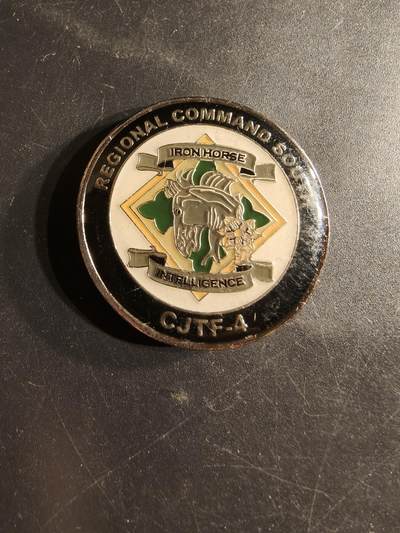 REGIONAL COMMAND-SOUTH
IRON HORSE
INTELLIGENCE
CJTF-4